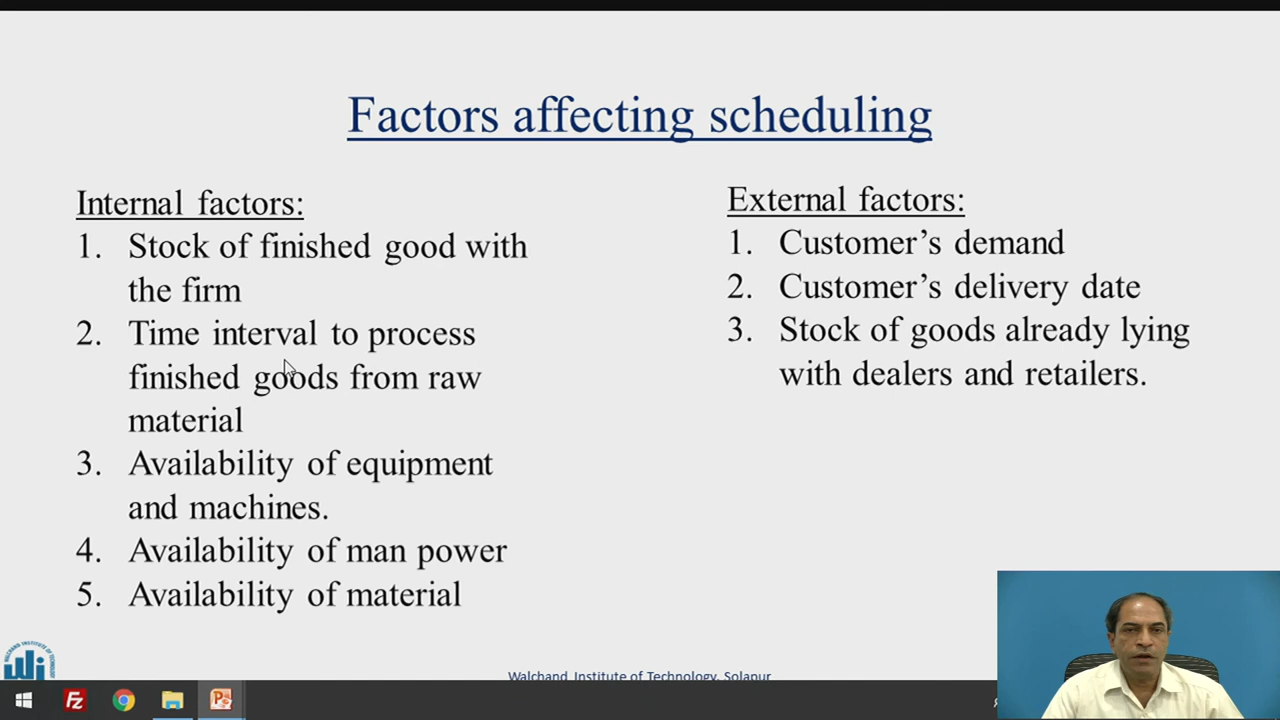 Factors affecting scheduling
Internal factors:
1. Stock of finished good with
the firm
2. Time interval to process
finished goods from raw
material
3. Availability of equipment
and machines.
4. Availability of man power
5. Availability of material
External factors:
1. Customer’s demand
2. Customer’s delivery date
3. Stock of goods already lying
with dealers and retailers.
Walchand Institute of Technology, Solapur